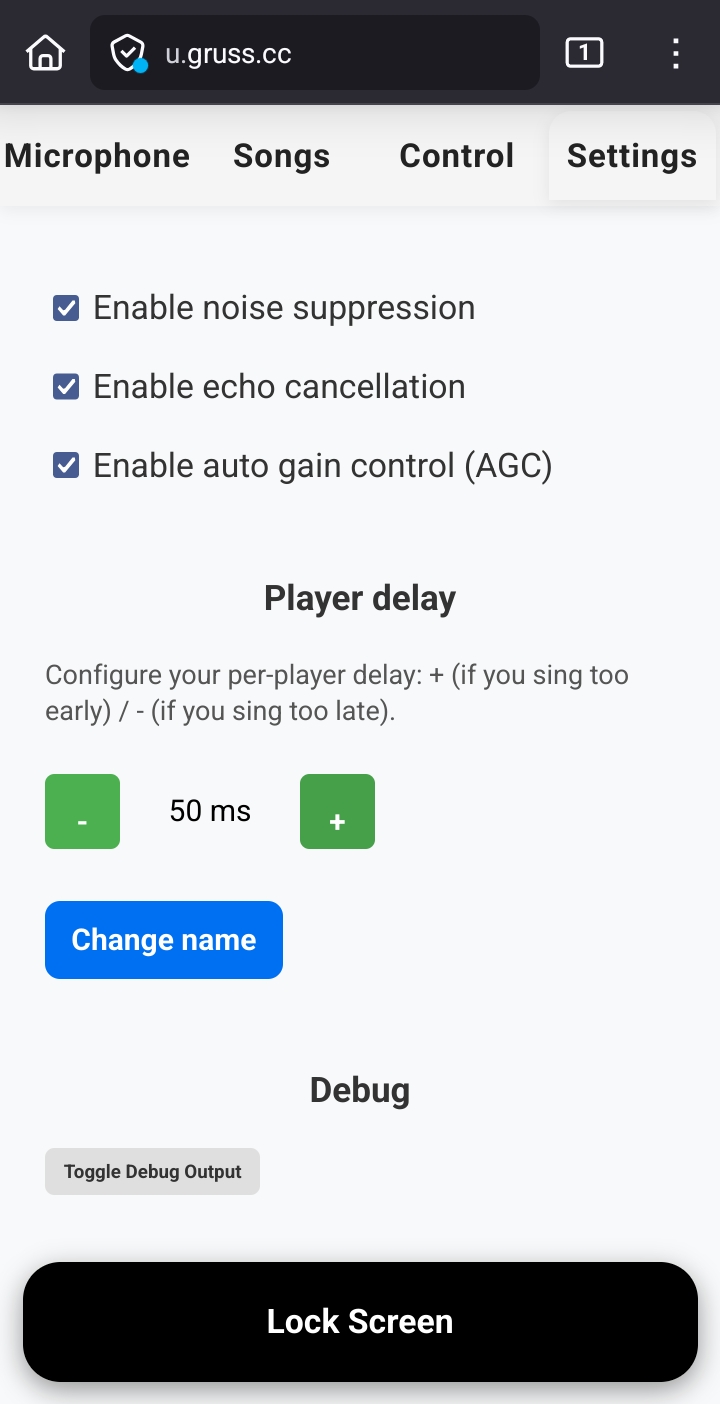 u.gruss.cc
1
Microphone Songs Control Settings
Enable noise suppression
Enable echo cancellation
Enable auto gain control (AGC)
Player delay
Configure your per-player delay: + (if you sing too
early) / - (if you sing too late).
- 50 ms +
Change name
Debug
Toggle Debug Output
Lock Screen